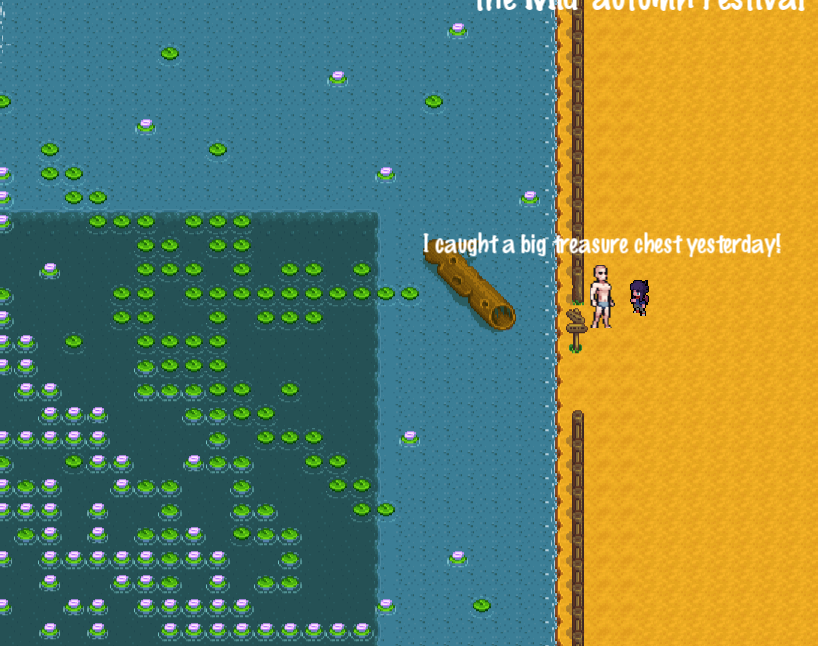 the Mid-autumn Festival
I caught a big treasure chest yesterday!